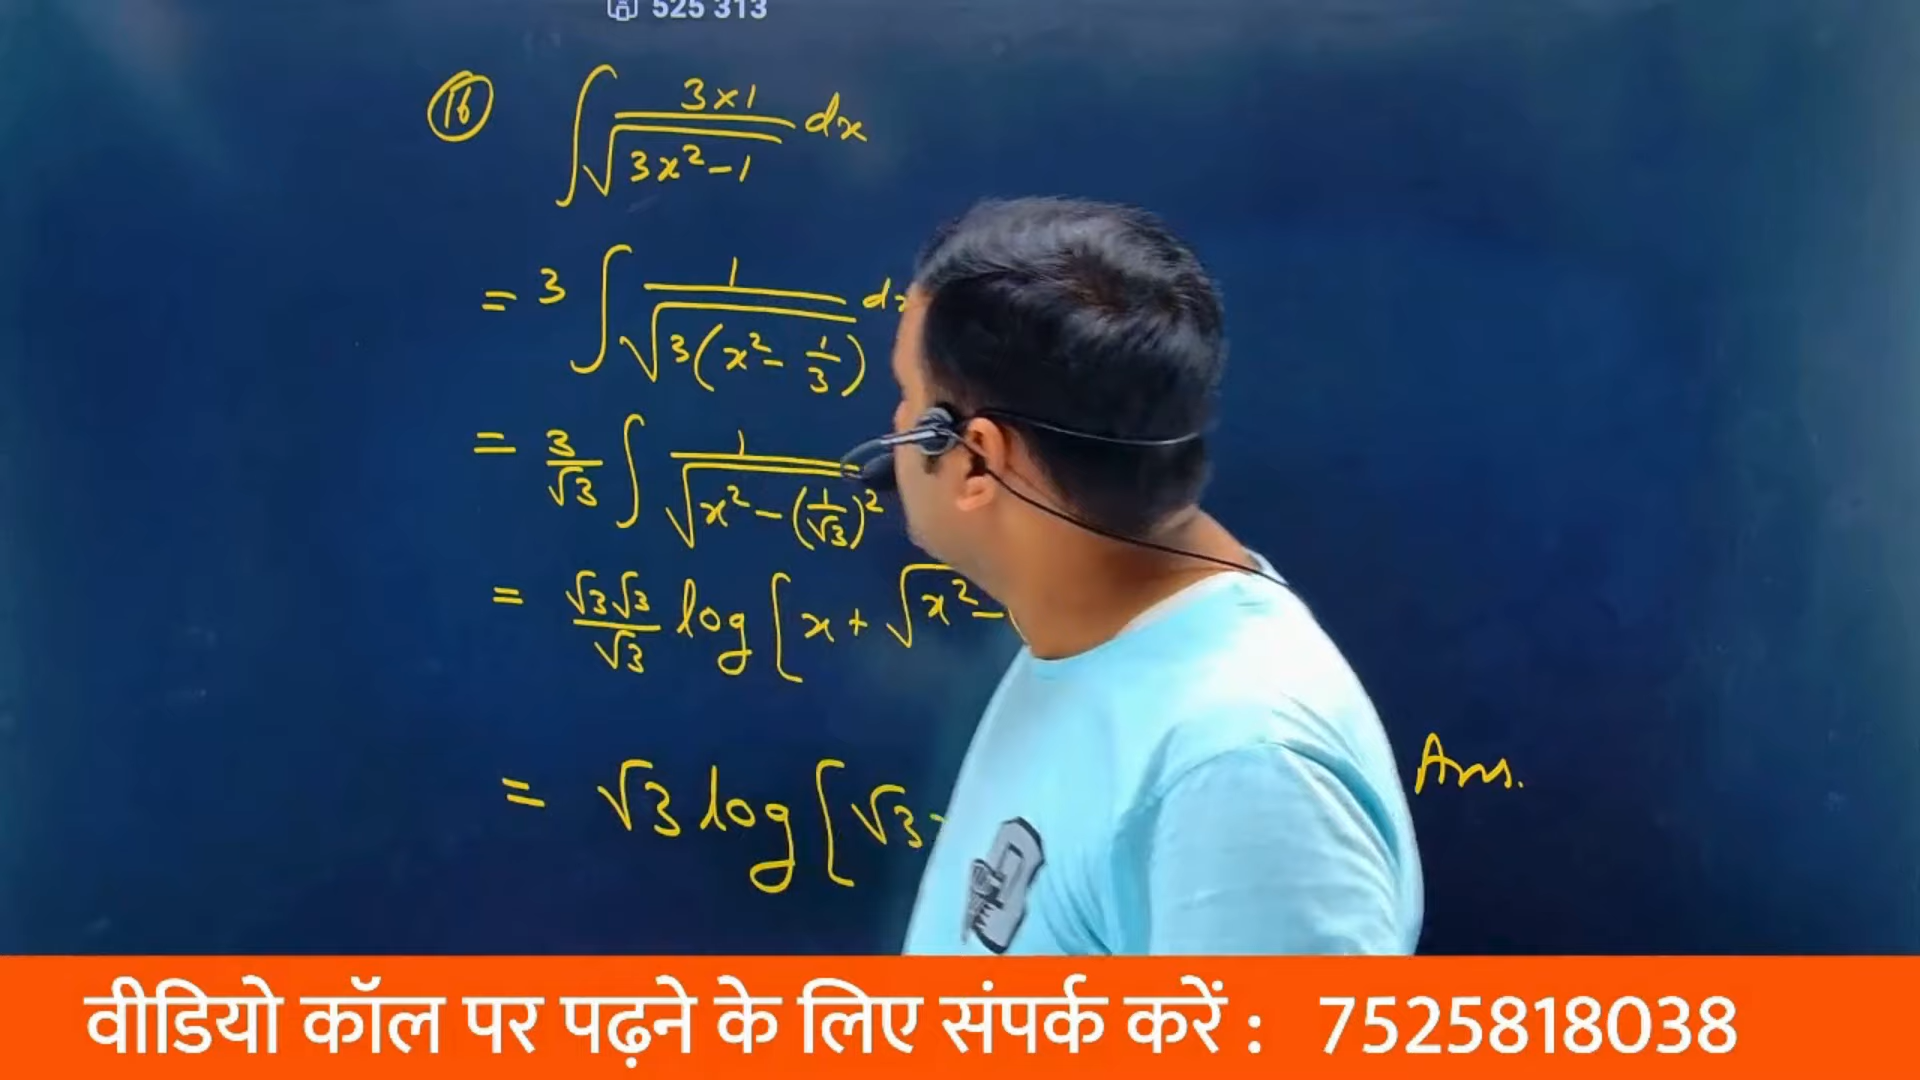 525 313
(16) ∫ 3×1/√(3x²-1) dx
= 3 ∫ 1/√(3(x² - 1/3)) dx
= 3/√3 ∫ 1/√(x² - (1/√3)²
= √3√3/√3 log [x + √x² -
= √3 log [√3 Ans.
वीडियो कॉल पर पढ़ने के लिए संपर्क करें : 7525818038